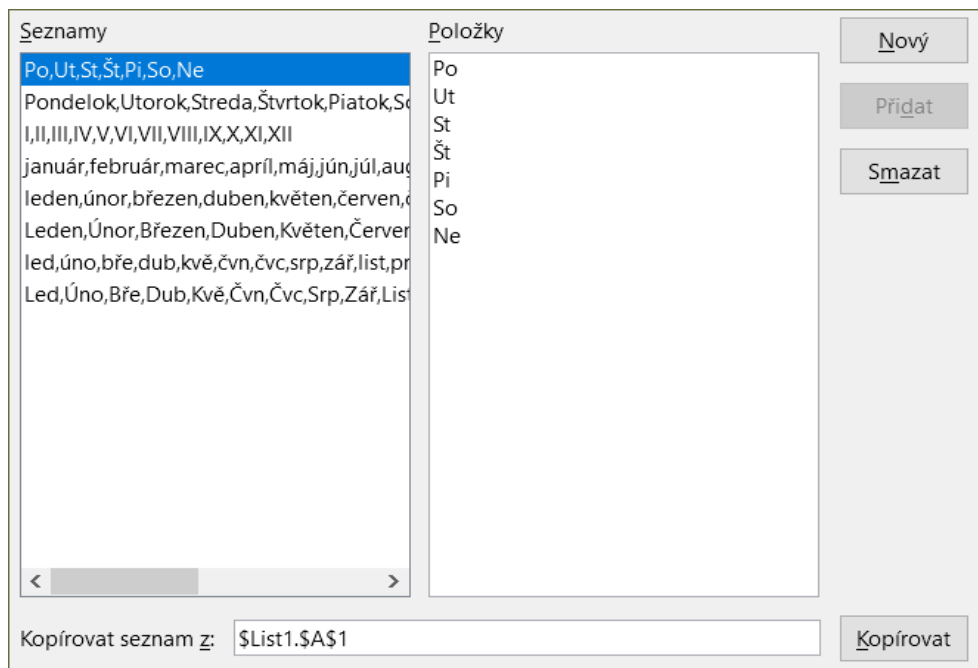 Seznamy
Po,Ut,St,Št,Pi,So,Ne
Pondelok,Utorok,Streda,Štvrtok,Piatok,So
I,II,III,IV,V,VI,VII,VIII,IX,X,XI,XII
január,február,marec,apríl,máj,jún,júl,aug
leden,únor,březen,duben,květen,červen,č
Leden,Únor,Březen,Duben,Květen,Červen
led,úno,bře,dub,kvě,čvn,čvc,srp,zář,list,pr
Led,Úno,Bře,Dub,Kvě,Čvn,Čvc,Srp,Zář,List
Položky
Po
Ut
St
Št
Pi
So
Ne
Nový
Přidat
Smazat
Kopírovat seznam z: $List1.$A$1
Kopírovat